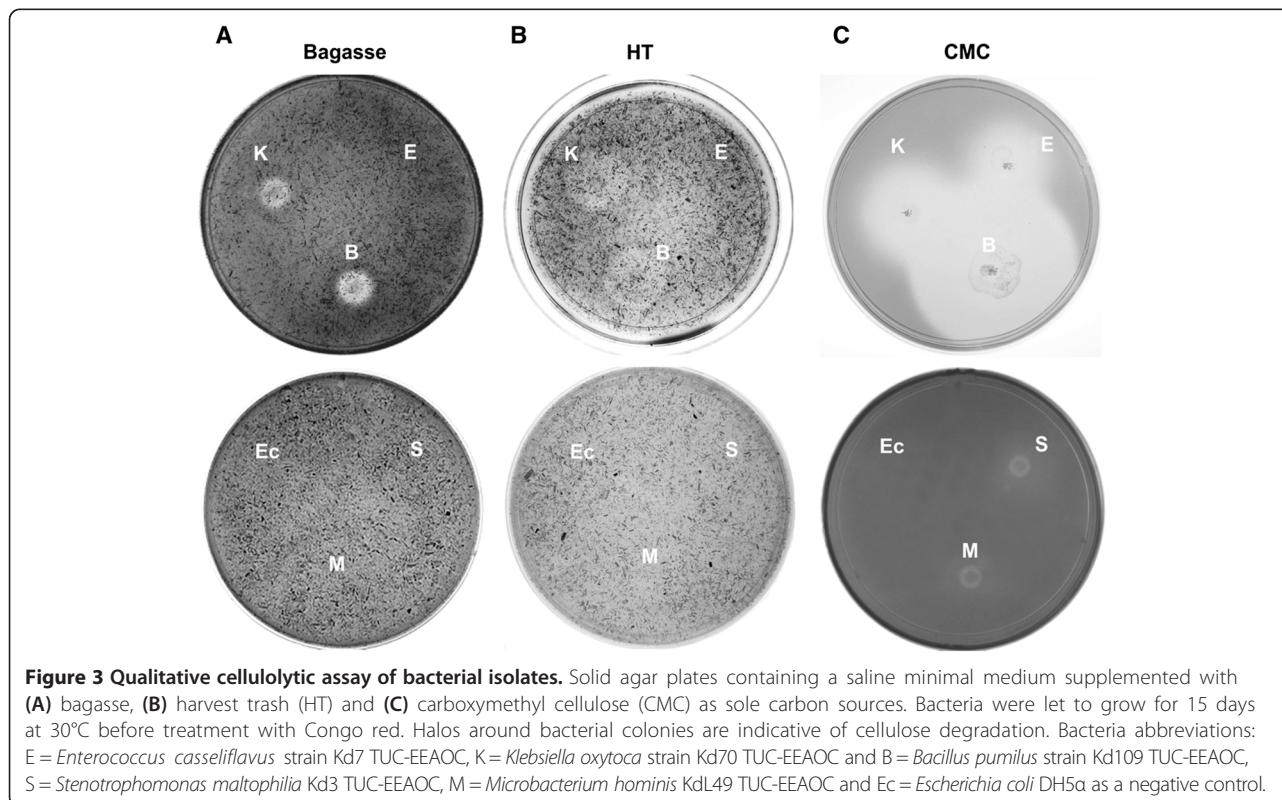 A
Bagasse
B
HT
C
CMC
K
E
B
K
E
B
K
E
B
Ec
S
M
Ec
S
M
Ec
S
M
Figure 3 Qualitative cellulolytic assay of bacterial isolates. Solid agar plates containing a saline minimal medium supplemented with
(A) bagasse, (B) harvest trash (HT) and (C) carboxymethyl cellulose (CMC) as sole carbon sources. Bacteria were let to grow for 15 days
at 30°C before treatment with Congo red. Halos around bacterial colonies are indicative of cellulose degradation. Bacteria abbreviations:
E = Enterococcus casseliflavus strain Kd7 TUC-EEAOC, K = Klebsiella oxytoca strain Kd70 TUC-EEAOC and B = Bacillus pumilus strain Kd109 TUC-EEAOC,
S = Stenotrophomonas maltophilia Kd3 TUC-EEAOC, M = Microbacterium hominis KdL49 TUC-EEAOC and Ec = Escherichia coli DH5α as a negative control.